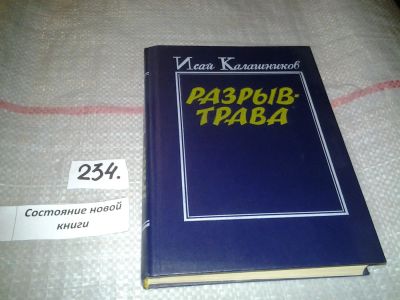 Исай Калашников
РАЗРЫВ-
ТРАВА
234.
Состояние новой
книги